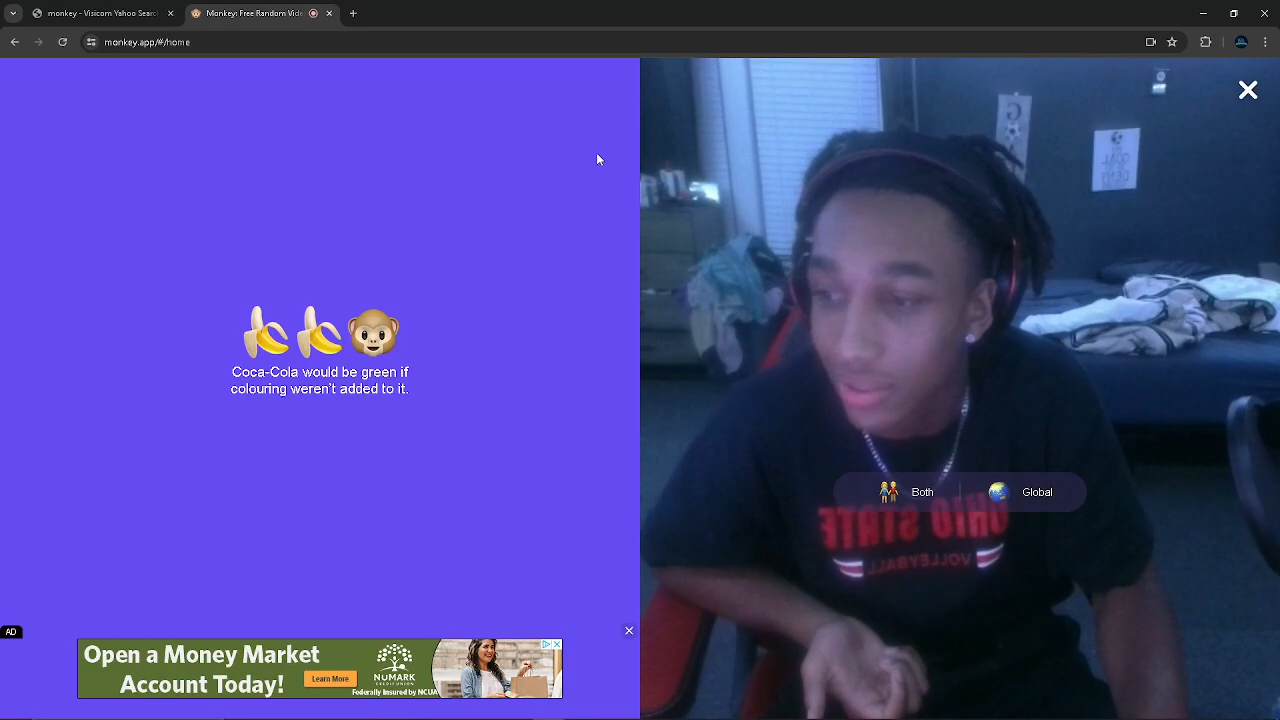 monkey - Visicom Yahoo Searc
Monkey: Free Random Vide
monkey.app/#/home
Coca-Cola would be green if
colouring weren't added to it.
Both
Global
OHIO STATE
VOLLEYBALL
GOAL
DENY
AD
Open a Money Market
Account Today!
Learn More
NUMARK
CREDIT UNION
Federally Insured by NCUA